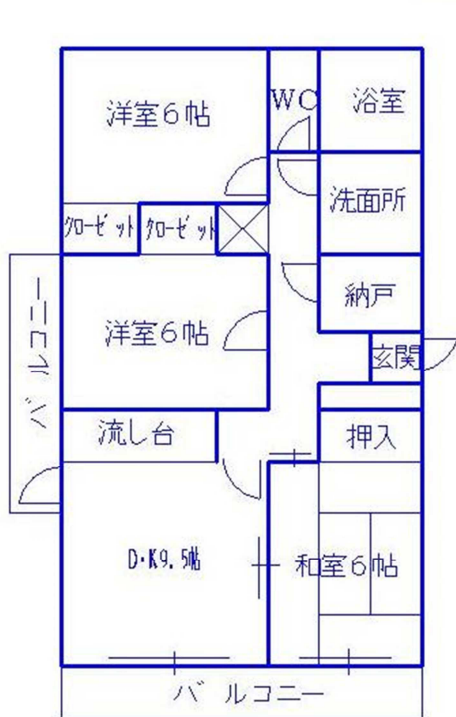 洋室6帖
WC
浴室
洗面所
クローゼット
クローゼット
納戸
バルコニー
洋室6帖
玄関
流し台
押入
D・K9.5帖
和室6帖
バルコニー